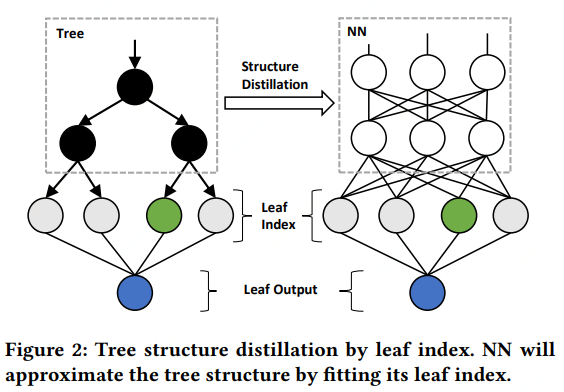 Tree
NN
Structure
Distillation
Leaf
Index
Leaf Output
Figure 2: Tree structure distillation by leaf index. NN will
approximate the tree structure by fitting its leaf index.